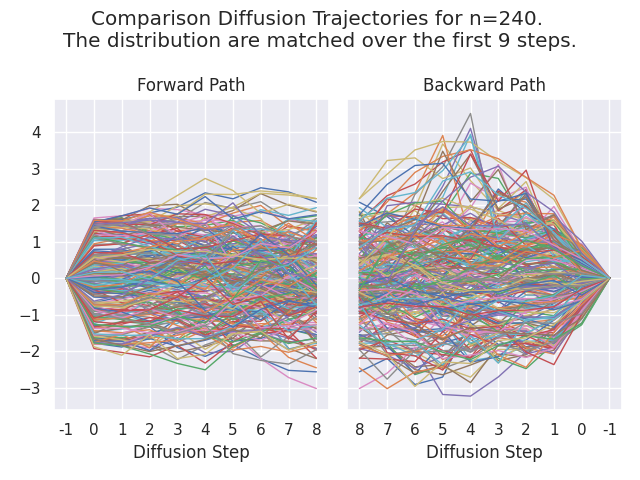 Comparison Diffusion Trajectories for n=240.
The distribution are matched over the first 9 steps.
Forward Path
Backward Path
4
3
2
1
0
−1
−2
−3
-1 0 1 2 3 4 5 6 7 8
8 7 6 5 4 3 2 1 0 -1
Diffusion Step
Diffusion Step